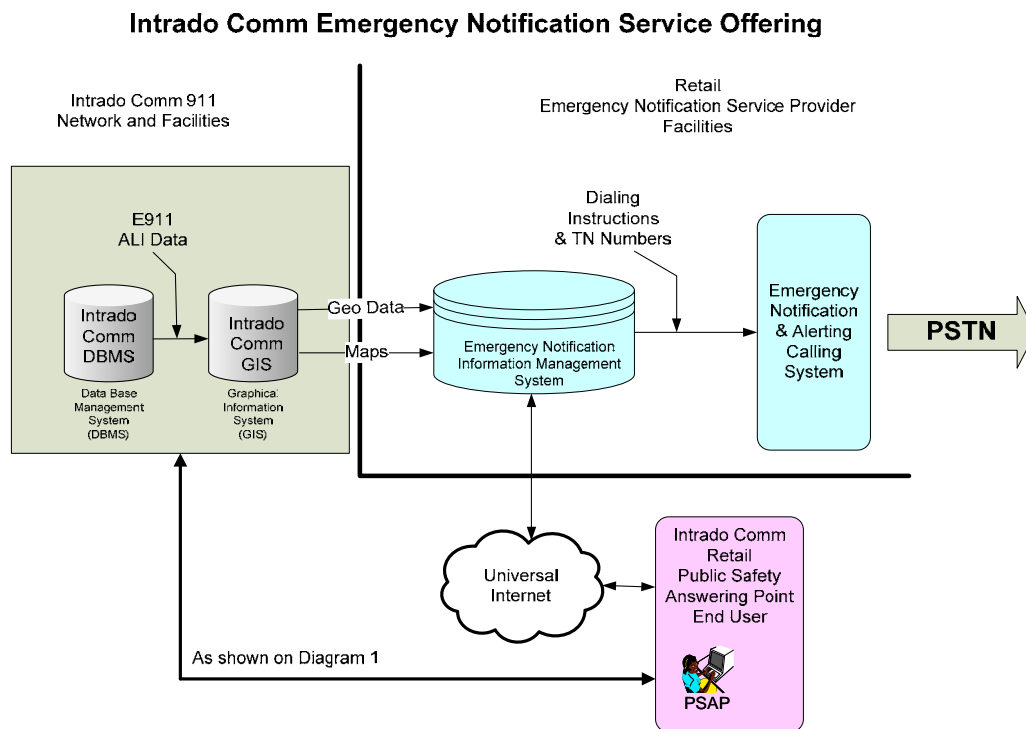 Intrado Comm Emergency Notification Service Offering
Intrado Comm 911
Network and Facilities
Retail
Emergency Notification Service Provider
Facilities
E911
ALI Data
Intrado
Comm
DBMS
Data Base
Management
System
(DBMS)
Intrado
Comm
GIS
Graphical
Information
System
(GIS)
Geo Data
Maps
Dialing
Instructions
& TN Numbers
Emergency Notification
Information Management
System
Emergency
Notification
& Alerting
Calling
System
PSTN
Universal
Internet
Intrado Comm
Retail
Public Safety
Answering Point
End User
PSAP
As shown on Diagram 1